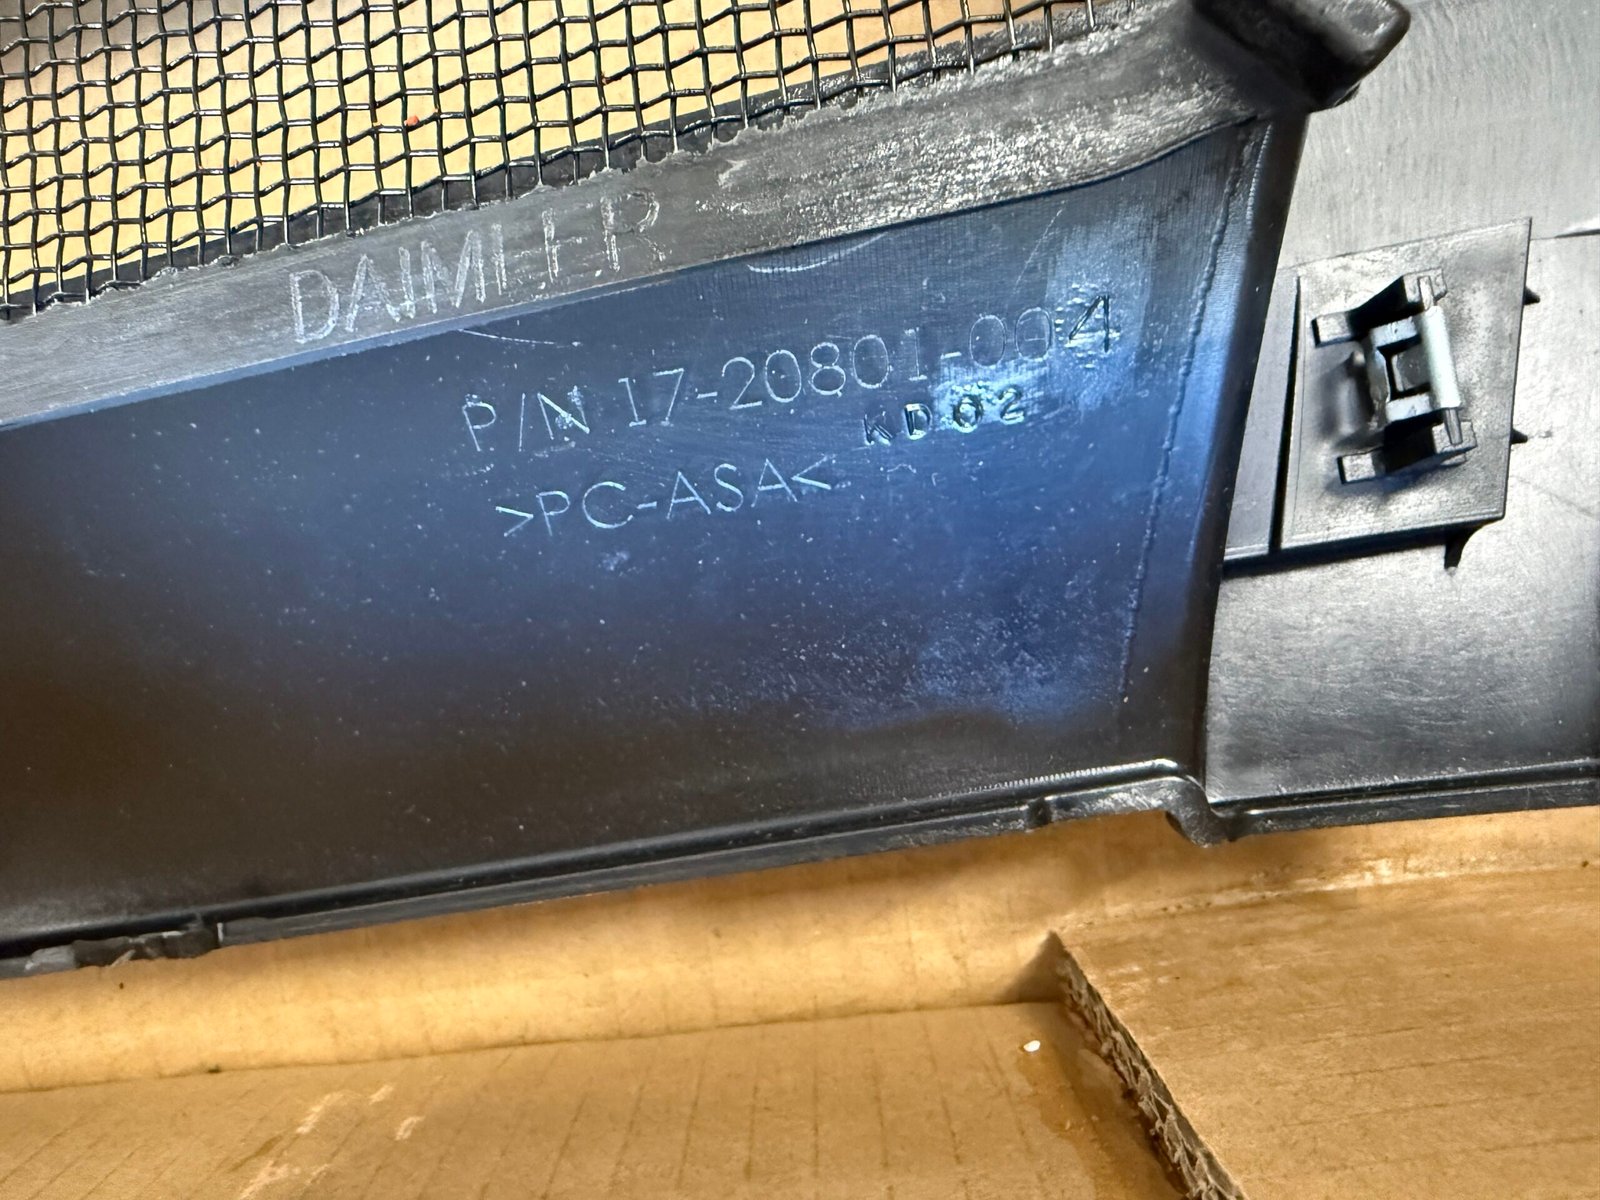 DAIMLER
P/N 17-20801-004
KD02
>PC-ASA<